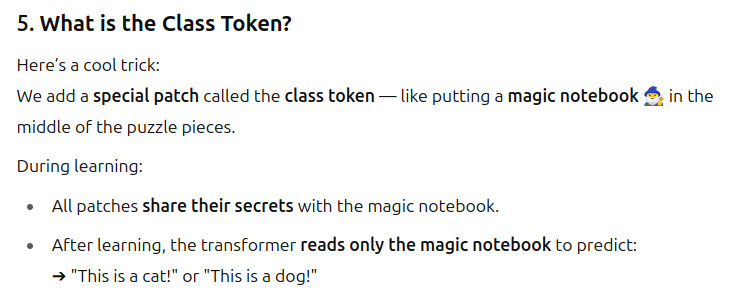 5. What is the Class Token?
Here's a cool trick:
We add a special patch called the class token — like putting a magic notebook 🧙‍♂️ in the
middle of the puzzle pieces.
During learning:
• All patches share their secrets with the magic notebook.
• After learning, the transformer reads only the magic notebook to predict:
➔ "This is a cat!" or "This is a dog!"